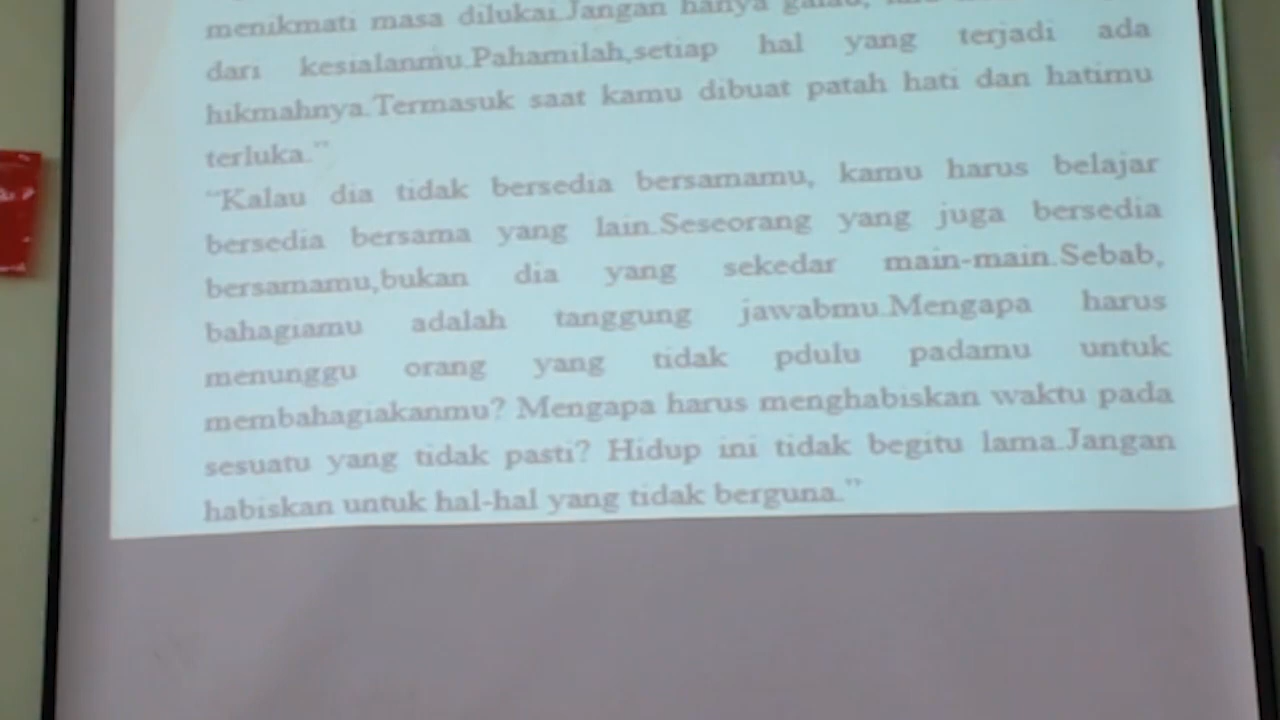 menikmati masa dilukai.Jangan hanya galau,
dari kesialanmu.Pahamilah,setiap hal yang terjadi ada
hikmahnya.Termasuk saat kamu dibuat patah hati dan hatimu
terluka.”
“Kalau dia tidak bersedia bersamamu, kamu harus belajar
bersedia bersama yang lain.Seseorang yang juga bersedia
bersamamu,bukan dia yang sekedar main-main.Sebab,
bahagiamu adalah tanggung jawabmu.Mengapa harus
menunggu orang yang tidak pdulu padamu untuk
membahagiakanmu? Mengapa harus menghabiskan waktu pada
sesuatu yang tidak pasti? Hidup ini tidak begitu lama.Jangan
habiskan untuk hal-hal yang tidak berguna.”